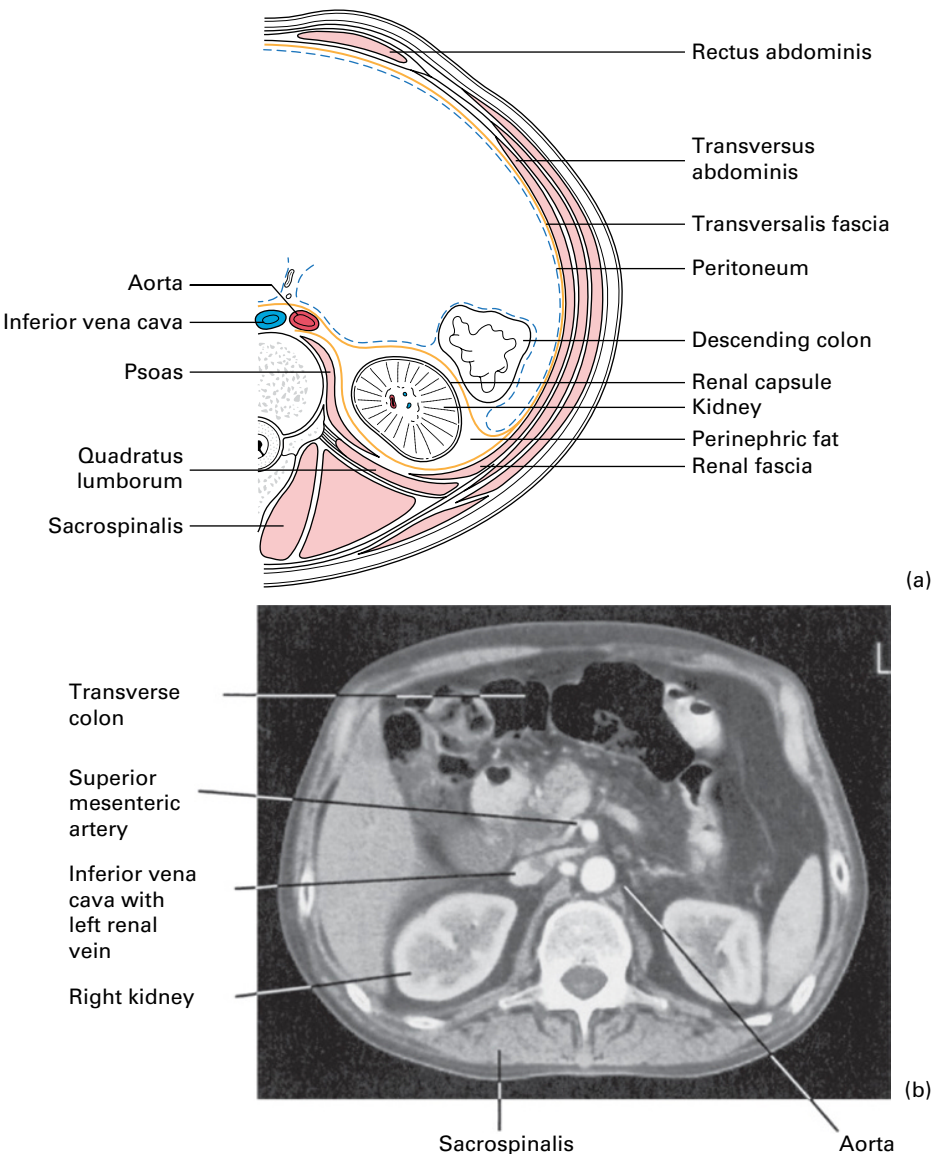 Rectus abdominis
Transversus
abdominis
Transversalis fascia
Peritoneum
Aorta
Inferior vena cava
Descending colon
Psoas
Renal capsule
Kidney
Perinephric fat
Quadratus
lumborum
Renal fascia
Sacrospinalis
(a)
L
Transverse
colon
Superior
mesenteric
artery
Inferior vena
cava with
left renal
vein
Right kidney
(b)
Sacrospinalis
Aorta